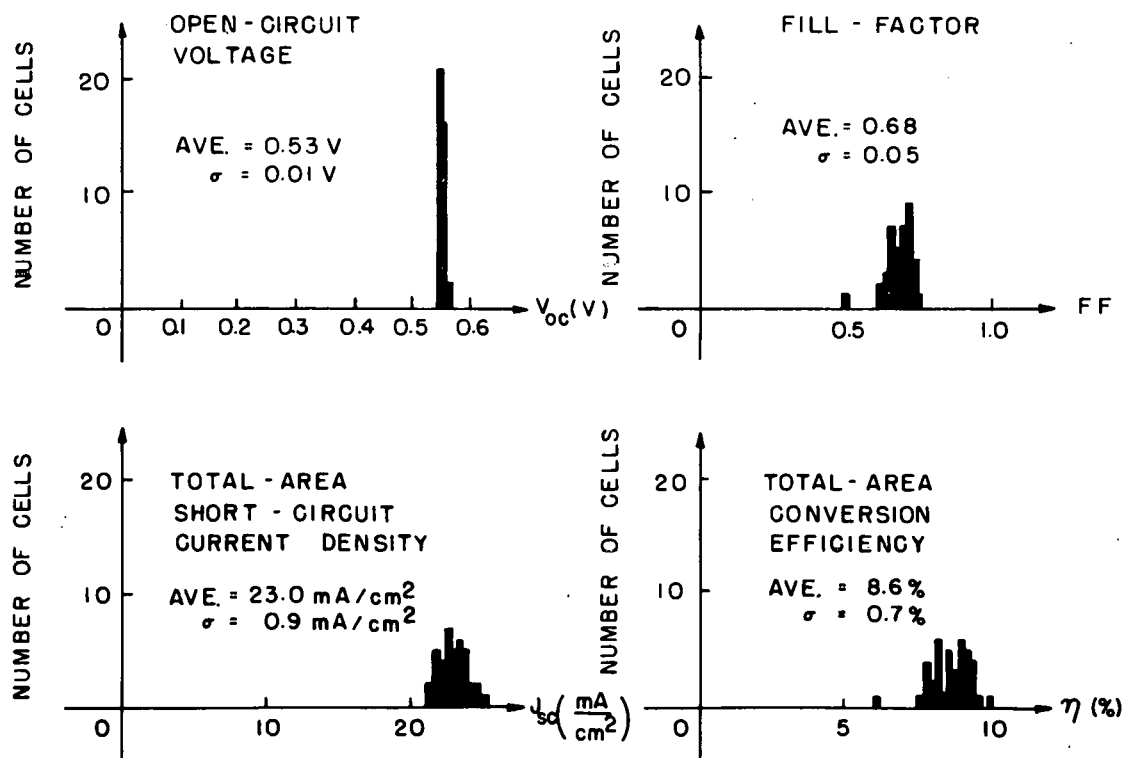 OPEN-CIRCUIT
VOLTAGE
NUMBER OF CELLS
20
10
AVE. = 0.53 V
σ = 0.01 V
0 0.1 0.2 0.3 0.4 0.5 0.6
Voc (V)
FILL-FACTOR
NUMBER OF CELLS
20
10
AVE. = 0.68
σ = 0.05
0 0.5 1.0
FF
TOTAL-AREA
SHORT-CIRCUIT
CURRENT DENSITY
NUMBER OF CELLS
20
10
AVE. = 23.0 mA/cm²
σ = 0.9 mA/cm²
0 10 20
Jsc (mA/cm²)
TOTAL-AREA
CONVERSION
EFFICIENCY
NUMBER OF CELLS
20
10
AVE. = 8.6%
σ = 0.7%
0 5 10
η (%)